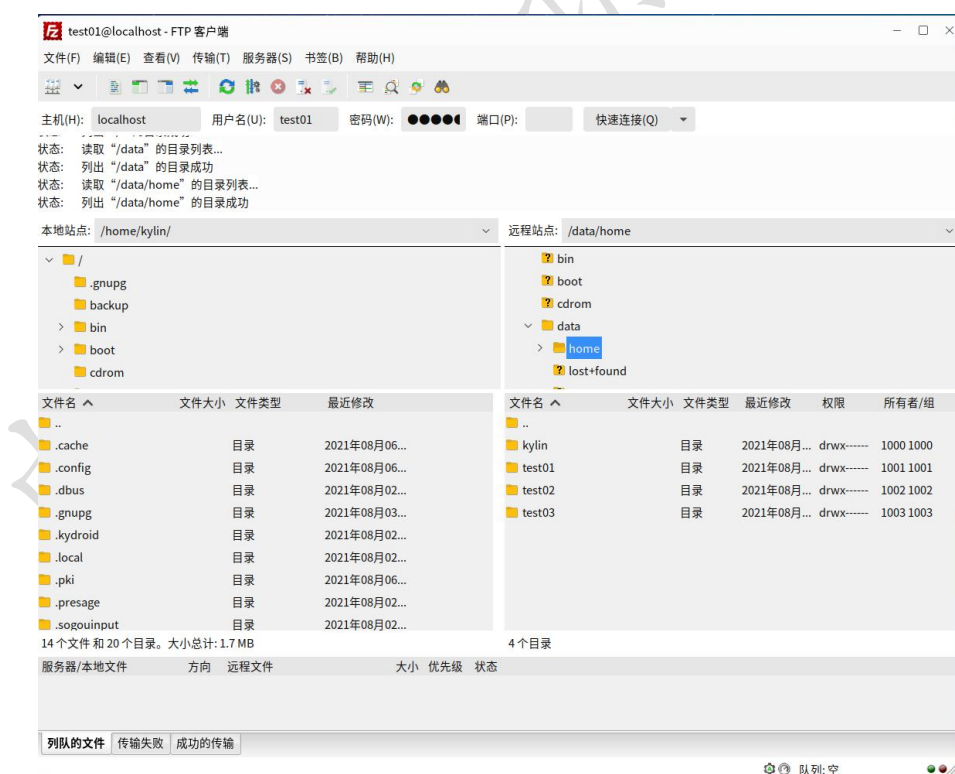 test01@localhost - FTP 客户端
文件(F) 编辑(E) 查看(V) 传输(T) 服务器(S) 书签(B) 帮助(H)
主机(H): localhost 用户名(U): test01 密码(W): ●●●●● 端口(P): 快速连接(Q)
状态: 读取“/data”的目录列表...
状态: 列出“/data”的目录成功
状态: 读取“/data/home”的目录列表...
状态: 列出“/data/home”的目录成功
本地站点: /home/kylin/
/
.gnupg
backup
bin
boot
cdrom
远程站点: /data/home
bin
boot
cdrom
data
home
lost+found
文件名 文件大小 文件类型 最近修改
..
.cache 目录 2021年08月06...
.config 目录 2021年08月06...
.dbus 目录 2021年08月02...
.gnupg 目录 2021年08月03...
.kydroid 目录 2021年08月02...
.local 目录 2021年08月02...
.pki 目录 2021年08月06...
.presage 目录 2021年08月02...
.sogouinput 目录 2021年08月02...
14 个文件 和 20 个目录。大小总计: 1.7 MB
文件名 文件大小 文件类型 最近修改 权限 所有者/组
..
kylin 目录 2021年08月... drwx------ 1000 1000
test01 目录 2021年08月... drwx------ 1001 1001
test02 目录 2021年08月... drwx------ 1002 1002
test03 目录 2021年08月... drwx------ 1003 1003
4 个目录
服务器/本地文件 方向 远程文件 大小 优先级 状态
列队的文件 传输失败 成功的传输
队列: 空